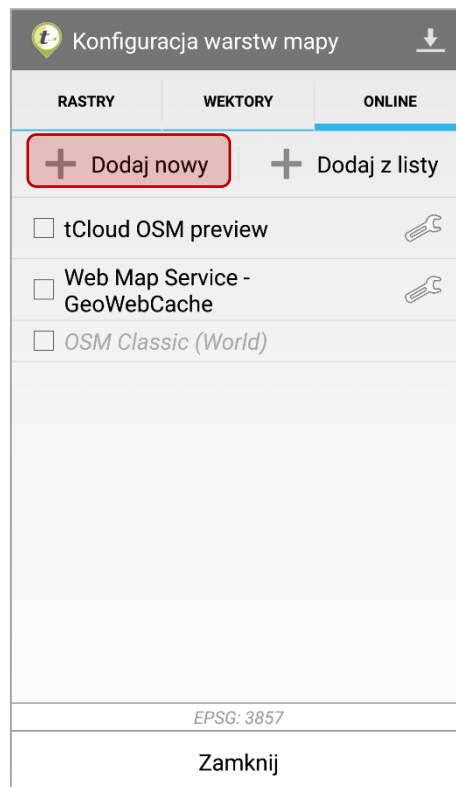 Konfiguracja warstw mapy
RASTRY WEKTORY ONLINE
Dodaj nowy Dodaj z listy
tCloud OSM preview
Web Map Service -
GeoWebCache
OSM Classic (World)
EPSG: 3857
Zamknij